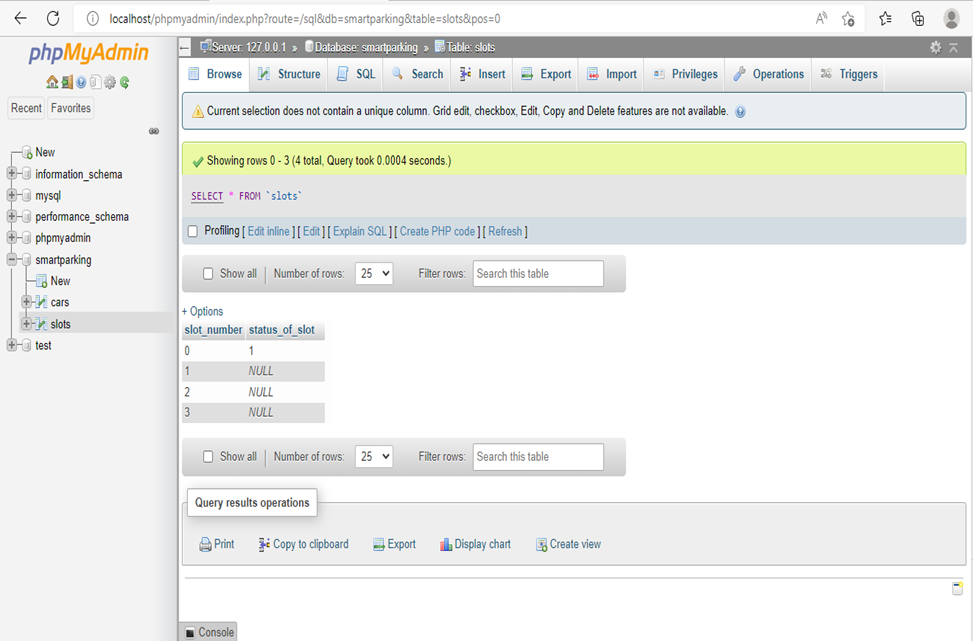 localhost/phpmyadmin/index.php?route=/sql&db=smartparking&table=slots&pos=0
phpMyAdmin
Recent Favorites
New
information_schema
mysql
performance_schema
phpmyadmin
smartparking
New
cars
slots
test
Server: 127.0.0.1 » Database: smartparking » Table: slots
Browse Structure SQL Search Insert Export Import Privileges Operations Triggers
Current selection does not contain a unique column. Grid edit, checkbox, Edit, Copy and Delete features are not available.
Showing rows 0 - 3 (4 total, Query took 0.0004 seconds.)
SELECT * FROM `slots`
Profiling [ Edit inline ] [ Edit ] [ Explain SQL ] [ Create PHP code ] [ Refresh ]
Show all | Number of rows: 25 Filter rows: Search this table
+ Options
slot_number status_of_slot
0 1
1 NULL
2 NULL
3 NULL
Show all | Number of rows: 25 Filter rows: Search this table
Query results operations
Print Copy to clipboard Export Display chart Create view
Console